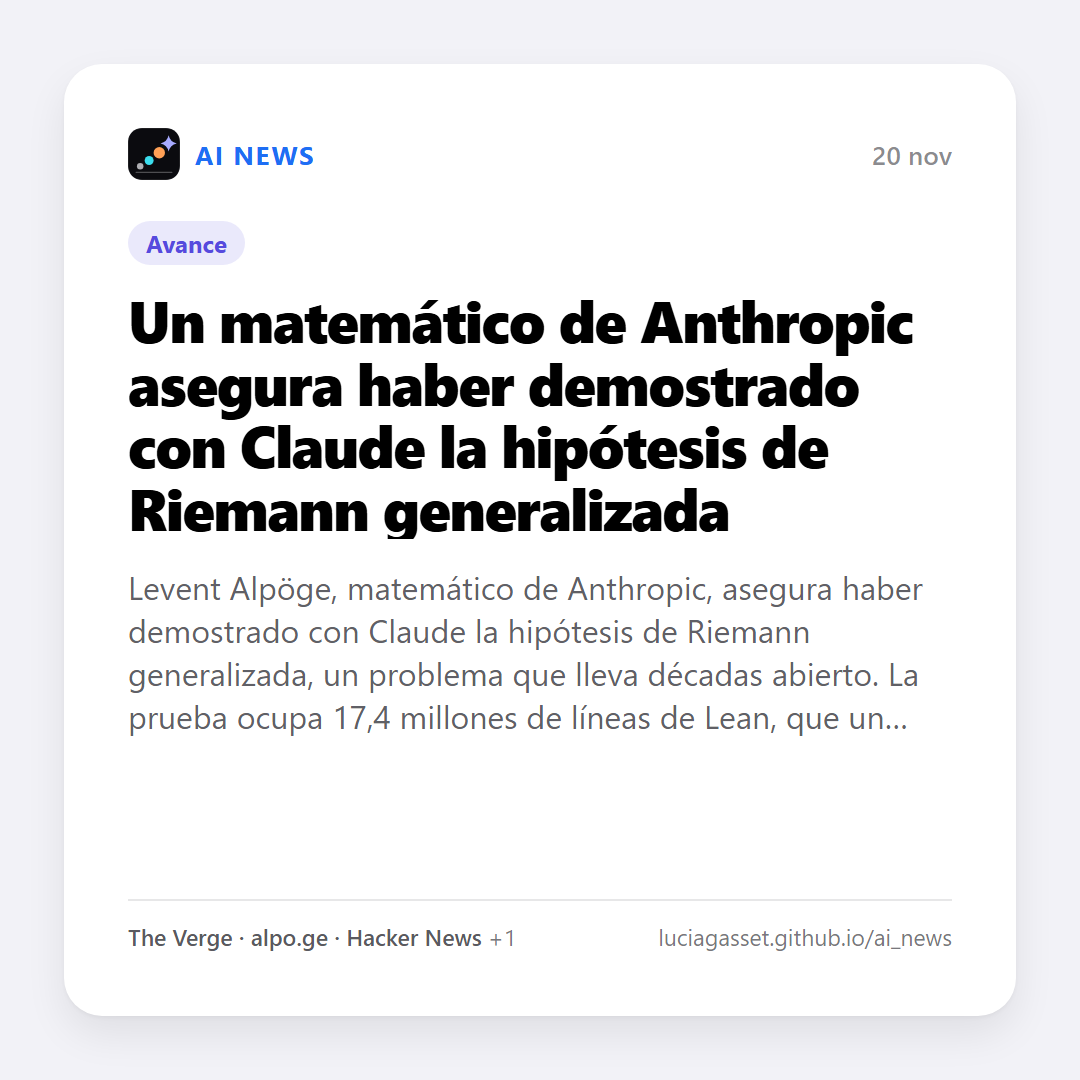 AI NEWS
20 nov
Avance
Un matemático de Anthropic
asegura haber demostrado
con Claude la hipótesis de
Riemann generalizada
Levent Alpöge, matemático de Anthropic, asegura haber
demostrado con Claude la hipótesis de Riemann
generalizada, un problema que lleva décadas abierto. La
prueba ocupa 17,4 millones de líneas de Lean, que un...
The Verge · alpo.ge · Hacker News +1
luciagasset.github.io/ai_news